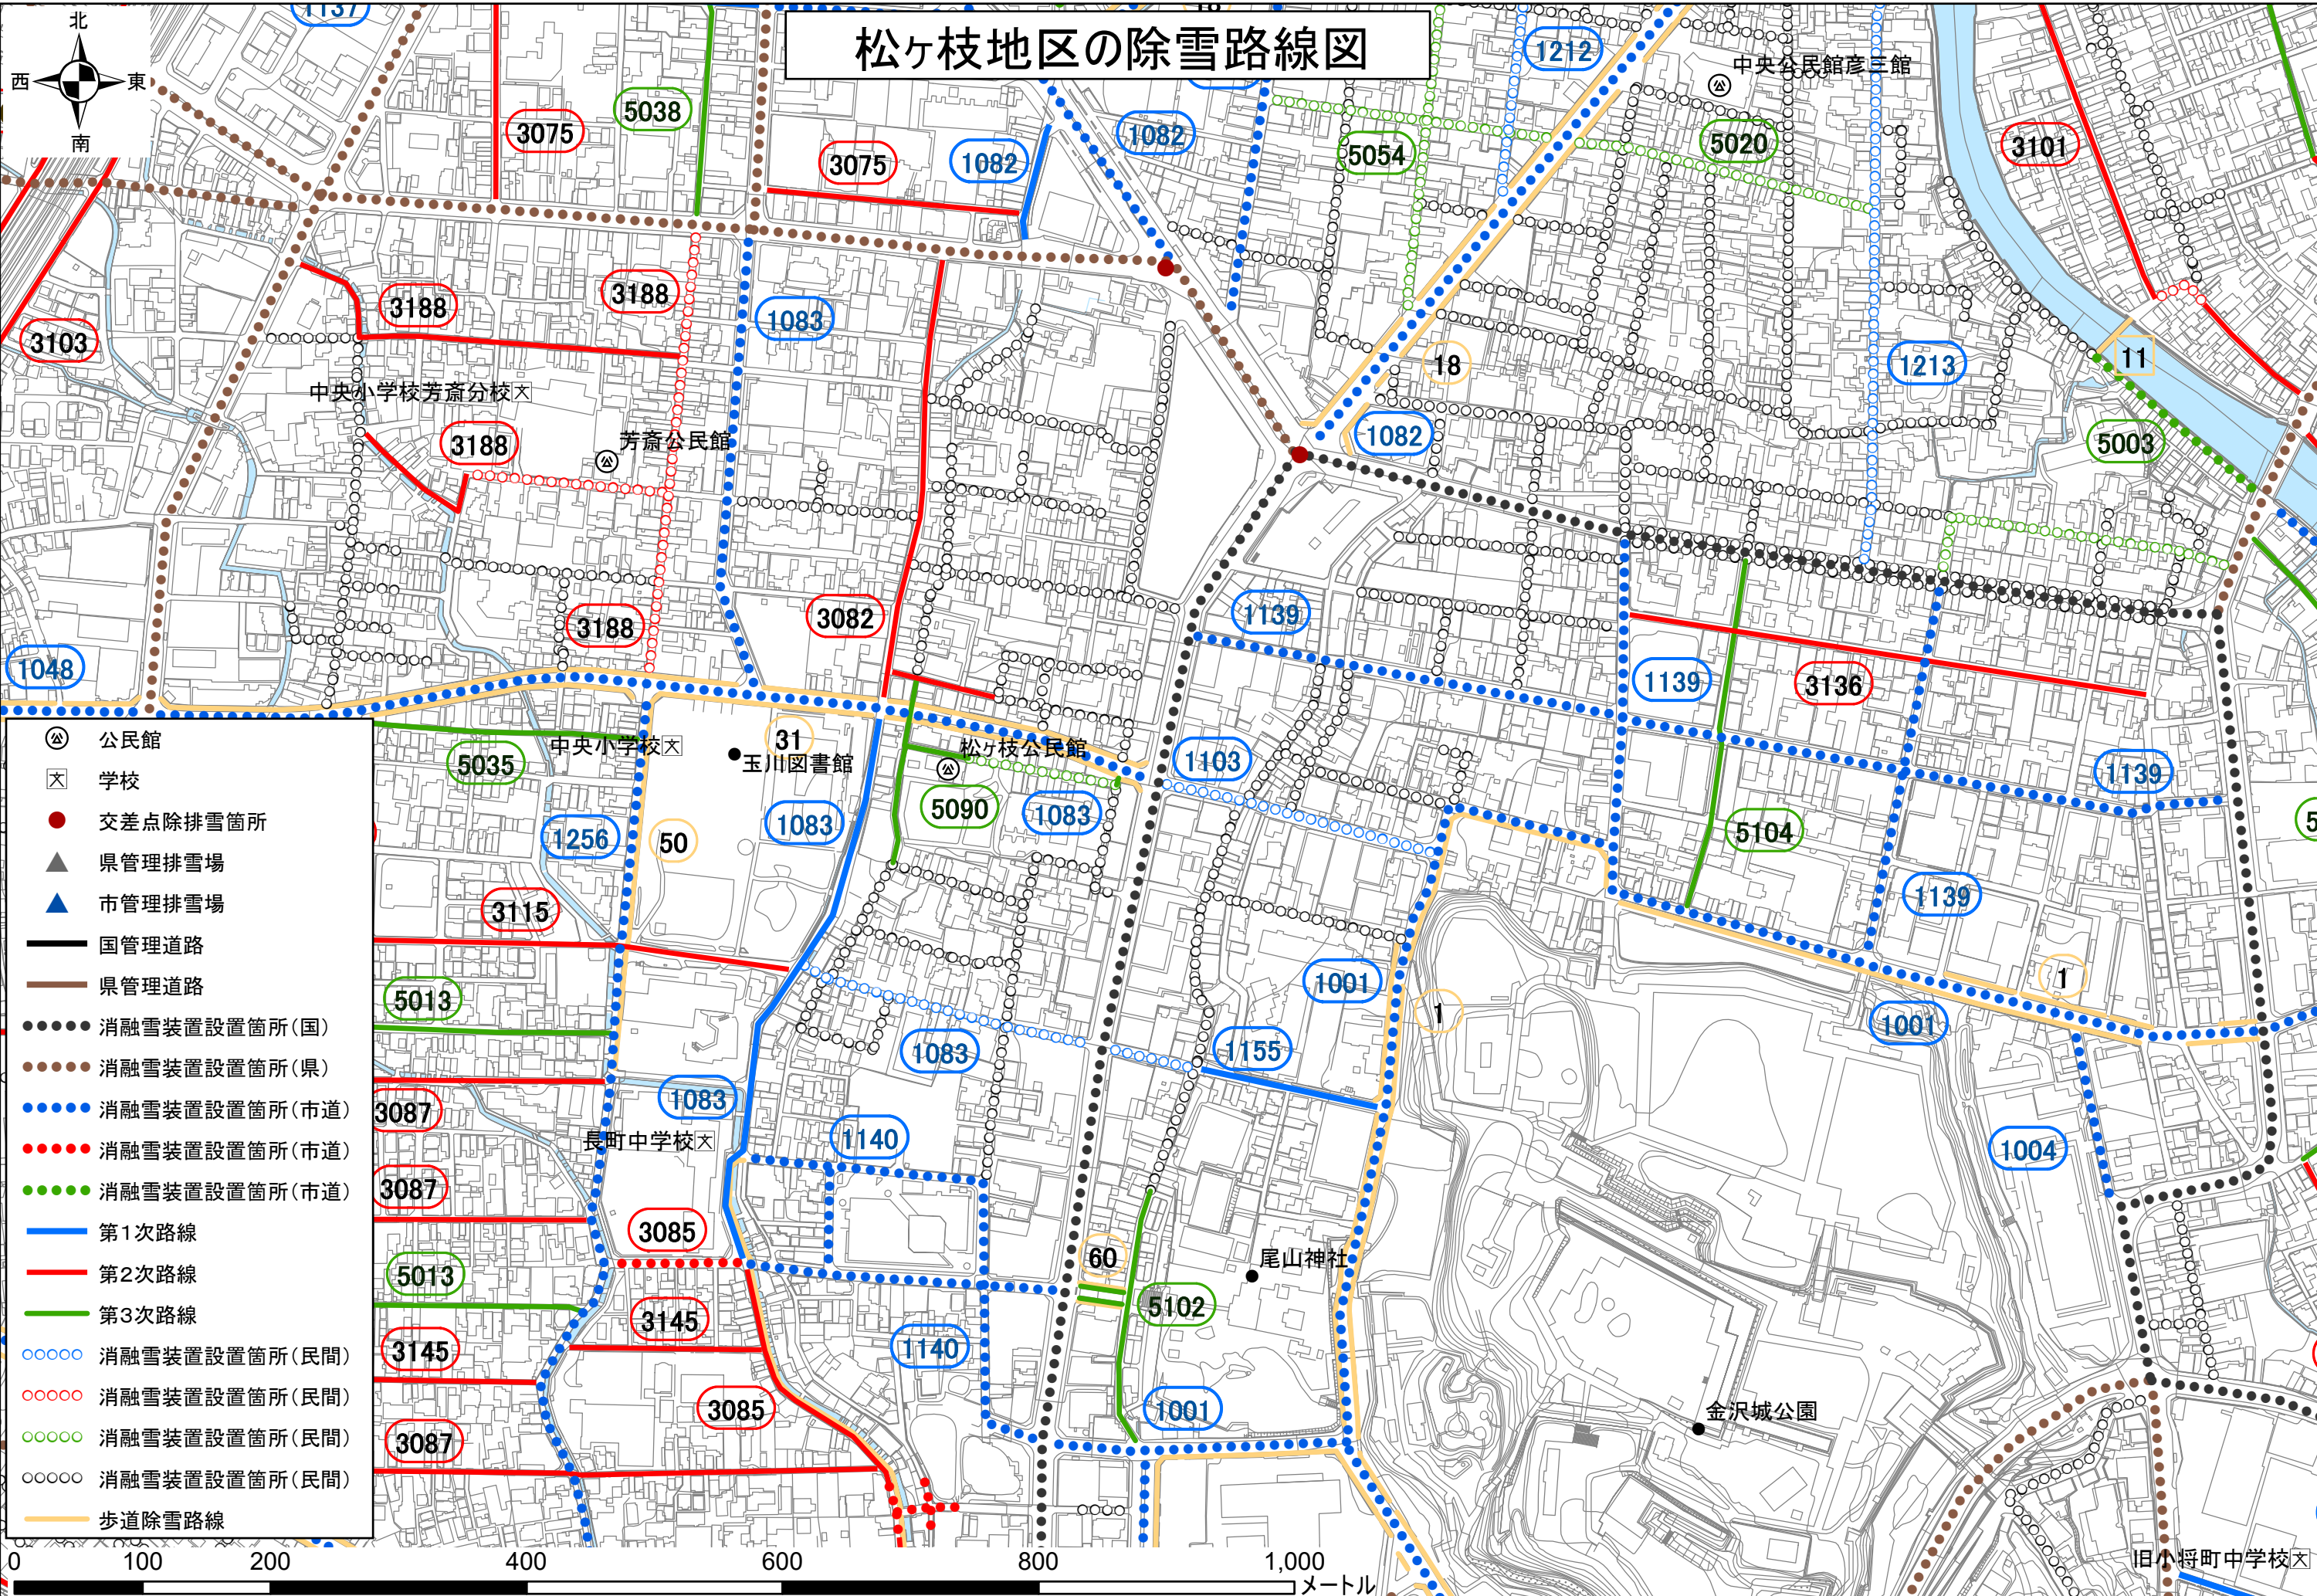 松ヶ枝地区の除雪路線図
北
西
東
南
1137
5038
3075
3075
1082
1082
1212
中央公民館彦三館
5054
5020
3101
3188
3188
1083
3103
18
1213
11
中央小学校芳斎分校
3188
芳斎公民館
1082
5003
3188
3082
1139
1048
1139
3136
31
中央小学校
玉川図書館
松ヶ枝公民館
1103
5035
1139
5090
1083
1083
1256
50
5104
3115
1139
1001
1
5013
1
1001
1083
1155
1083
3087
長町中学校
1140
1004
3087
3085
60
尾山神社
5013
5102
3145
3145
1140
3085
1001
金沢城公園
3087
旧小将町中学校
公民館
文 学校
交差点除排雪箇所
県管理排雪場
市管理排雪場
国管理道路
県管理道路
消融雪装置設置箇所(国)
消融雪装置設置箇所(県)
消融雪装置設置箇所(市道)
消融雪装置設置箇所(市道)
消融雪装置設置箇所(市道)
第1次路線
第2次路線
第3次路線
消融雪装置設置箇所(民間)
消融雪装置設置箇所(民間)
消融雪装置設置箇所(民間)
消融雪装置設置箇所(民間)
歩道除雪路線
0 100 200 400 600 800 1,000
メートル